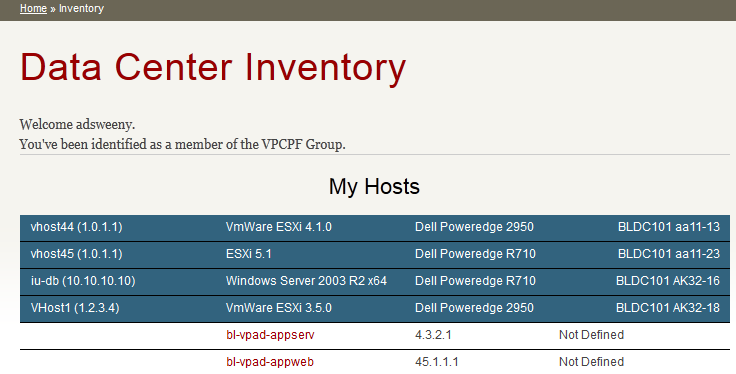 Home » Inventory
Data Center Inventory
Welcome adsweeny.
You've been identified as a member of the VPCPF Group.
My Hosts
vhost44 (1.0.1.1) VmWare ESXi 4.1.0 Dell Poweredge 2950 BLDC101 aa11-13
vhost45 (1.0.1.1) ESXi 5.1 Dell Poweredge R710 BLDC101 aa11-23
iu-db (10.10.10.10) Windows Server 2003 R2 x64 Dell Poweredge R710 BLDC101 AK32-16
VHost1 (1.2.3.4) VmWare ESXi 3.5.0 Dell Poweredge 2950 BLDC101 AK32-18
bl-vpad-appserv 4.3.2.1 Not Defined
bl-vpad-appweb 45.1.1.1 Not Defined